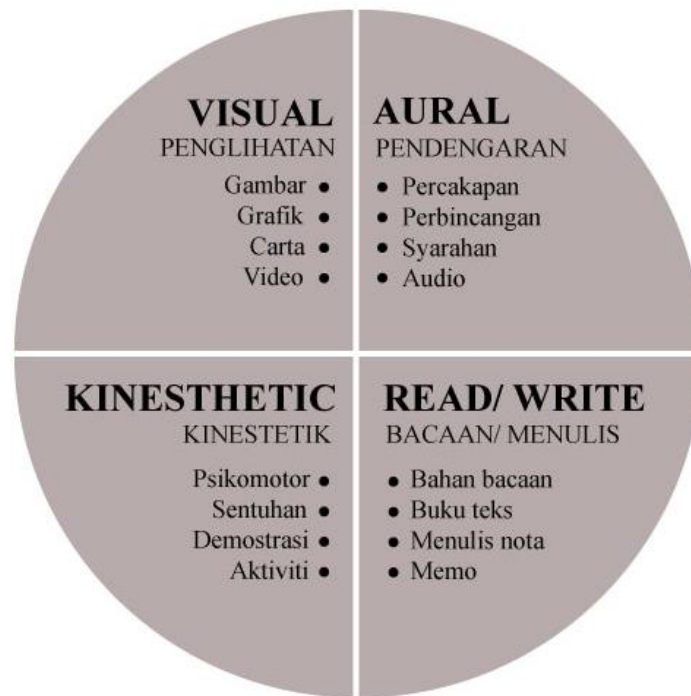 VISUAL
PENGLIHATAN
Gambar •
Grafik •
Carta •
Video •
AURAL
PENDENGARAN
• Percakapan
• Perbincangan
• Syarahan
• Audio
KINESTHETIC
KINESTETIK
Psikomotor •
Sentuhan •
Demostrasi •
Aktiviti •
READ/ WRITE
BACAAN/ MENULIS
• Bahan bacaan
• Buku teks
• Menulis nota
• Memo